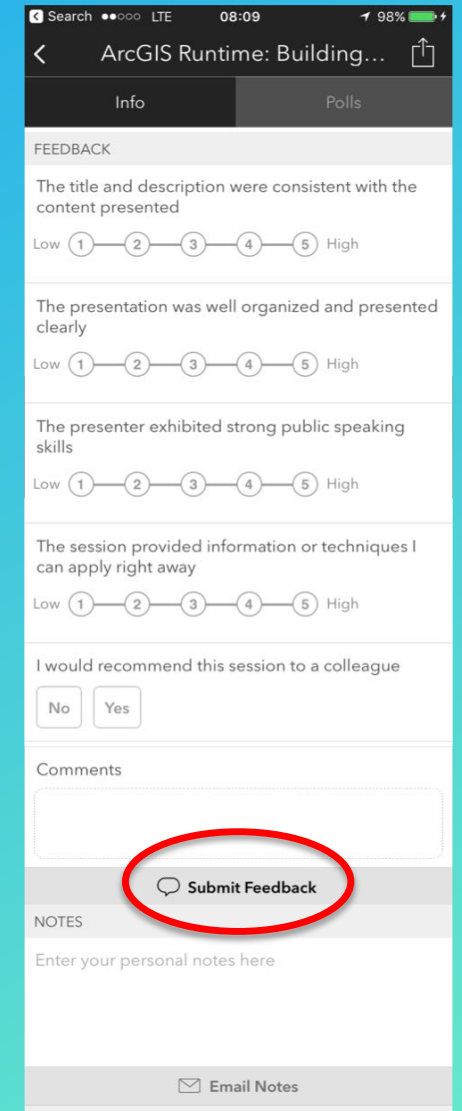 Search LTE 08:09 98%
ArcGIS Runtime: Building...
Info Polls
FEEDBACK
The title and description were consistent with the
content presented
Low 1 2 3 4 5 High
The presentation was well organized and presented
clearly
Low 1 2 3 4 5 High
The presenter exhibited strong public speaking
skills
Low 1 2 3 4 5 High
The session provided information or techniques I
can apply right away
Low 1 2 3 4 5 High
I would recommend this session to a colleague
No Yes
Comments
Submit Feedback
NOTES
Enter your personal notes here
Email Notes